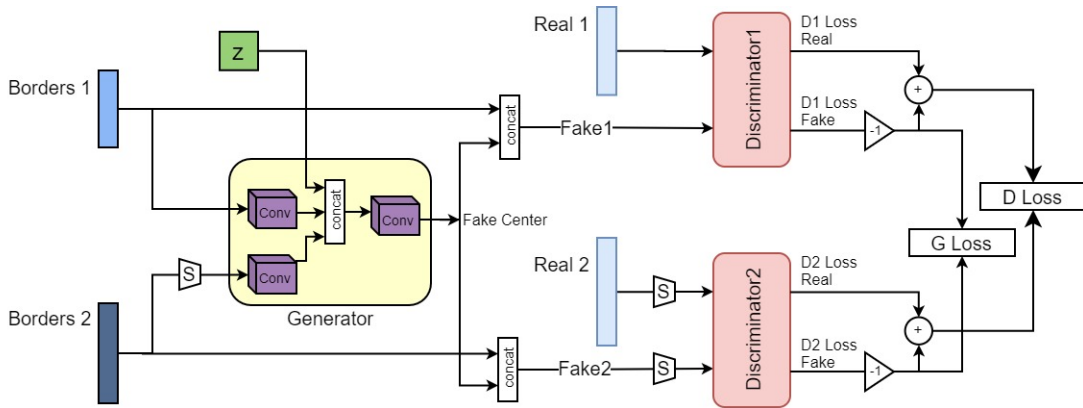 Real 1
D1 Loss
Real
z
Borders 1
Discriminator1
+
concat
Fake1
D1 Loss
Fake
-1
Conv
concat
Conv
Fake Center
D Loss
G Loss
Real 2
D2 Loss
Real
S
Conv
S
Generator
Borders 2
Discriminator2
+
concat
Fake2
S
D2 Loss
Fake
-1